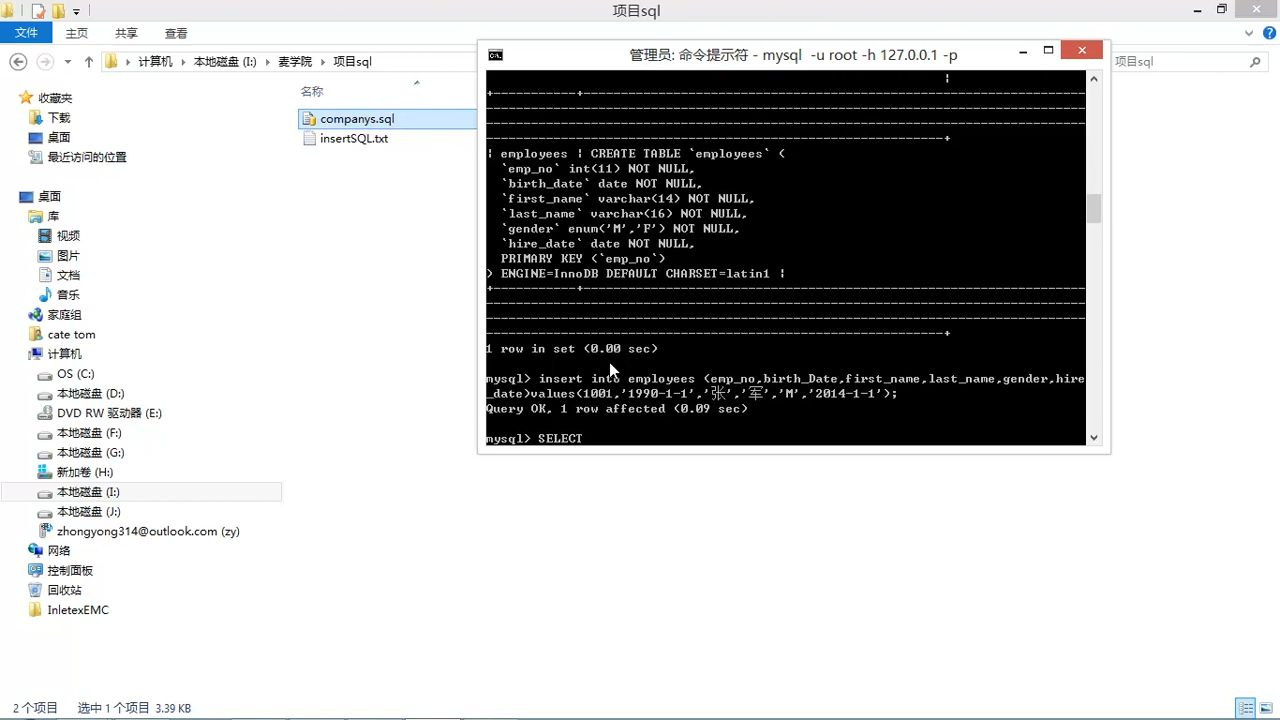 项目sql
文件 主页 共享 查看
计算机 本地磁盘 (I:) 麦学院 项目sql
项目sql
收藏夹
下载
桌面
最近访问的位置
桌面
库
视频
图片
文档
音乐
家庭组
cate tom
计算机
OS (C:)
本地磁盘 (D:)
DVD RW 驱动器 (E:)
本地磁盘 (F:)
本地磁盘 (G:)
新加卷 (H:)
本地磁盘 (I:)
本地磁盘 (J:)
zhongyong314@outlook.com (zy)
网络
控制面板
回收站
InletexEMC
名称
companys.sql
insertSQL.txt
管理员: 命令提示符 - mysql  -u root -h 127.0.0.1 -p
| employees | CREATE TABLE `employees` (
`emp_no` int(11) NOT NULL,
`birth_date` date NOT NULL,
`first_name` varchar(14) NOT NULL,
`last_name` varchar(16) NOT NULL,
`gender` enum('M','F') NOT NULL,
`hire_date` date NOT NULL,
PRIMARY KEY (`emp_no`)
) ENGINE=InnoDB DEFAULT CHARSET=latin1 |
1 row in set (0.00 sec)
mysql> insert into employees (emp_no,birth_Date,first_name,last_name,gender,hire
_date)values(1001,'1990-1-1','张','军','M','2014-1-1');
Query OK, 1 row affected (0.09 sec)
mysql> SELECT
2 个项目 选中 1 个项目 3.39 KB